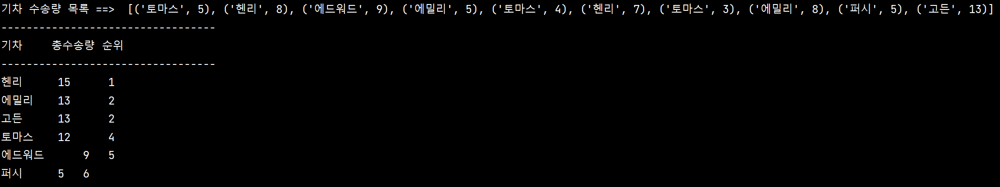 기차 수송량 목록 ==>  [('토마스', 5), ('헨리', 8), ('에드워드', 9), ('에밀리', 5), ('토마스', 4), ('헨리', 7), ('토마스', 3), ('에밀리', 8), ('퍼시', 5), ('고든', 13)]
----------------------------------
기차     총수송량 순위
----------------------------------
헨리      15      1
에밀리    13      2
고든      13      2
토마스    12      4
에드워드      9   5
퍼시      5   6